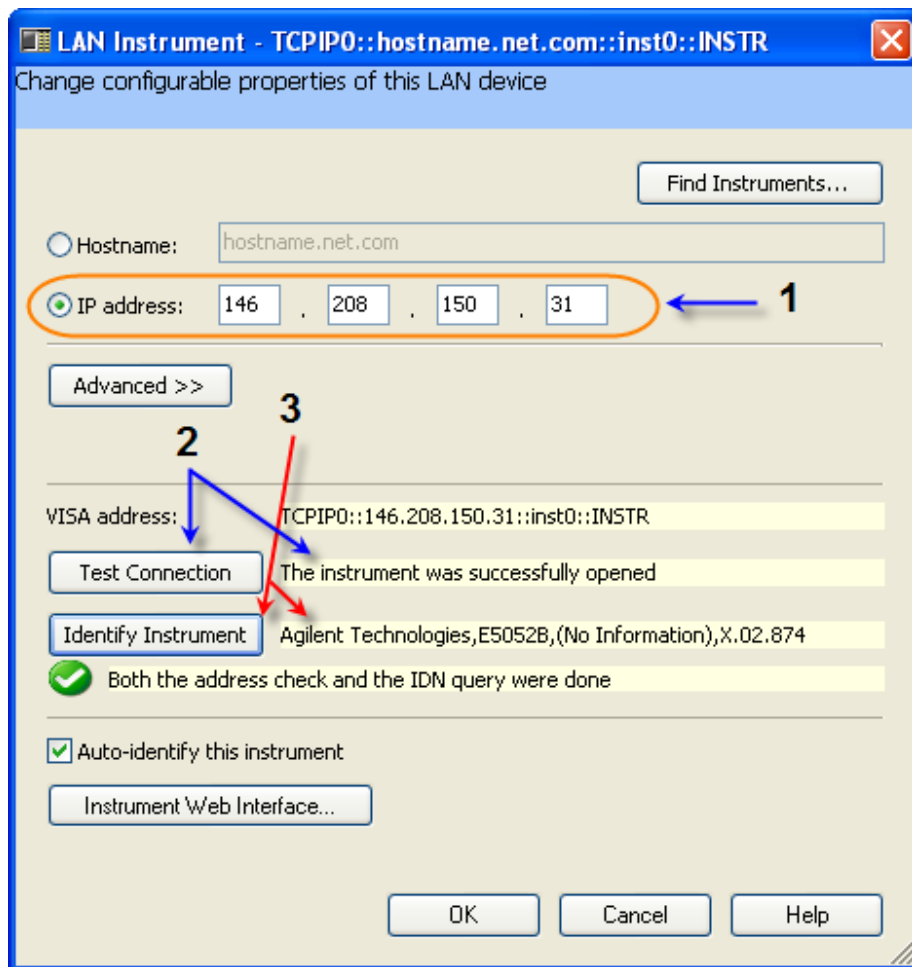 LAN Instrument - TCPIP0::hostname.net.com::inst0::INSTR
Change configurable properties of this LAN device
Find Instruments...
Hostname: hostname.net.com
IP address: 146 . 208 . 150 . 31 1
Advanced >>
3
2
VISA address: TCPIP0::146.208.150.31::inst0::INSTR
Test Connection The instrument was successfully opened
Identify Instrument Agilent Technologies,E5052B,(No Information),X.02.874
Both the address check and the IDN query were done
Auto-identify this instrument
Instrument Web Interface...
OK Cancel Help